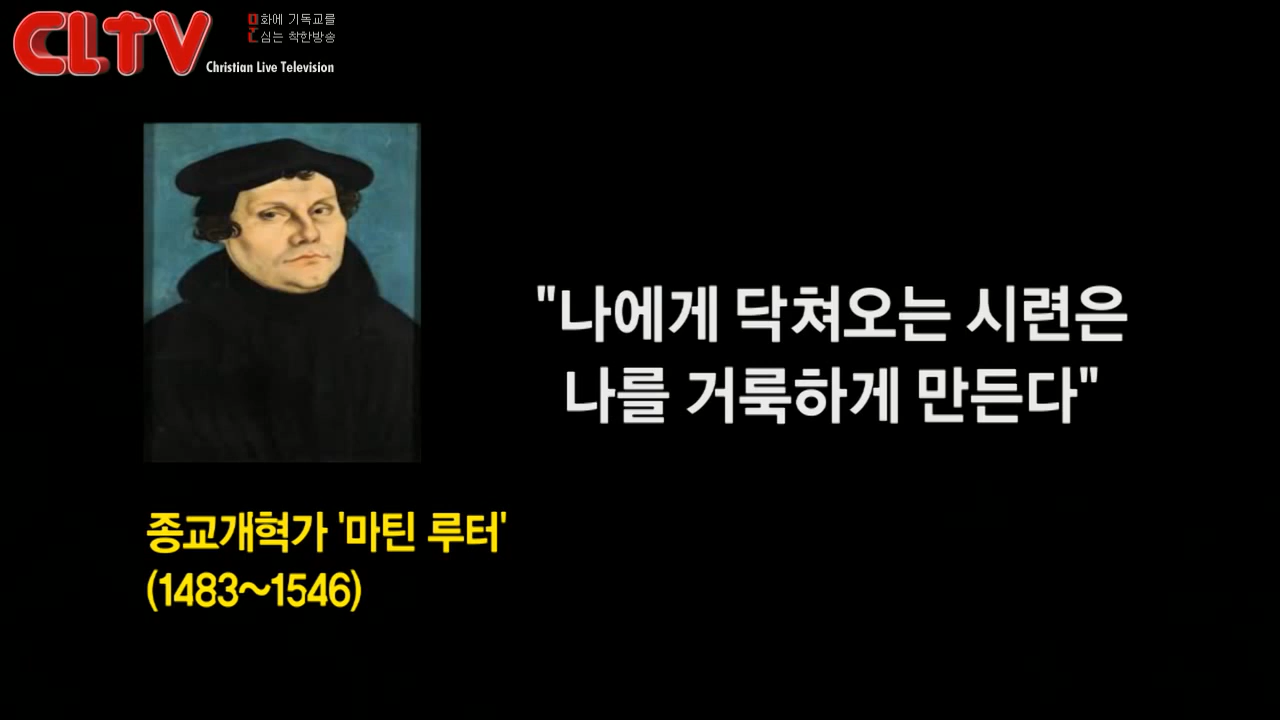 CLTV
문화에 기독교를
심는 착한방송
Christian Live Television
"나에게 닥쳐오는 시련은
나를 거룩하게 만든다"
종교개혁가 '마틴 루터'
(1483~1546)